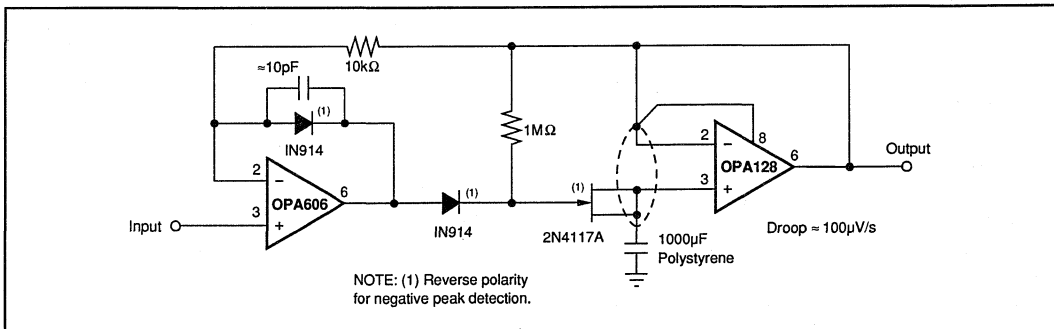 10kΩ
≈10pF
(1)
IN914
1MΩ
2
3
6
OPA606
Input
(1)
IN914
(1)
2N4117A
2
3
8
6
OPA128
Output
1000µF
Polystyrene
Droop ≈ 100µV/s
NOTE: (1) Reverse polarity
for negative peak detection.